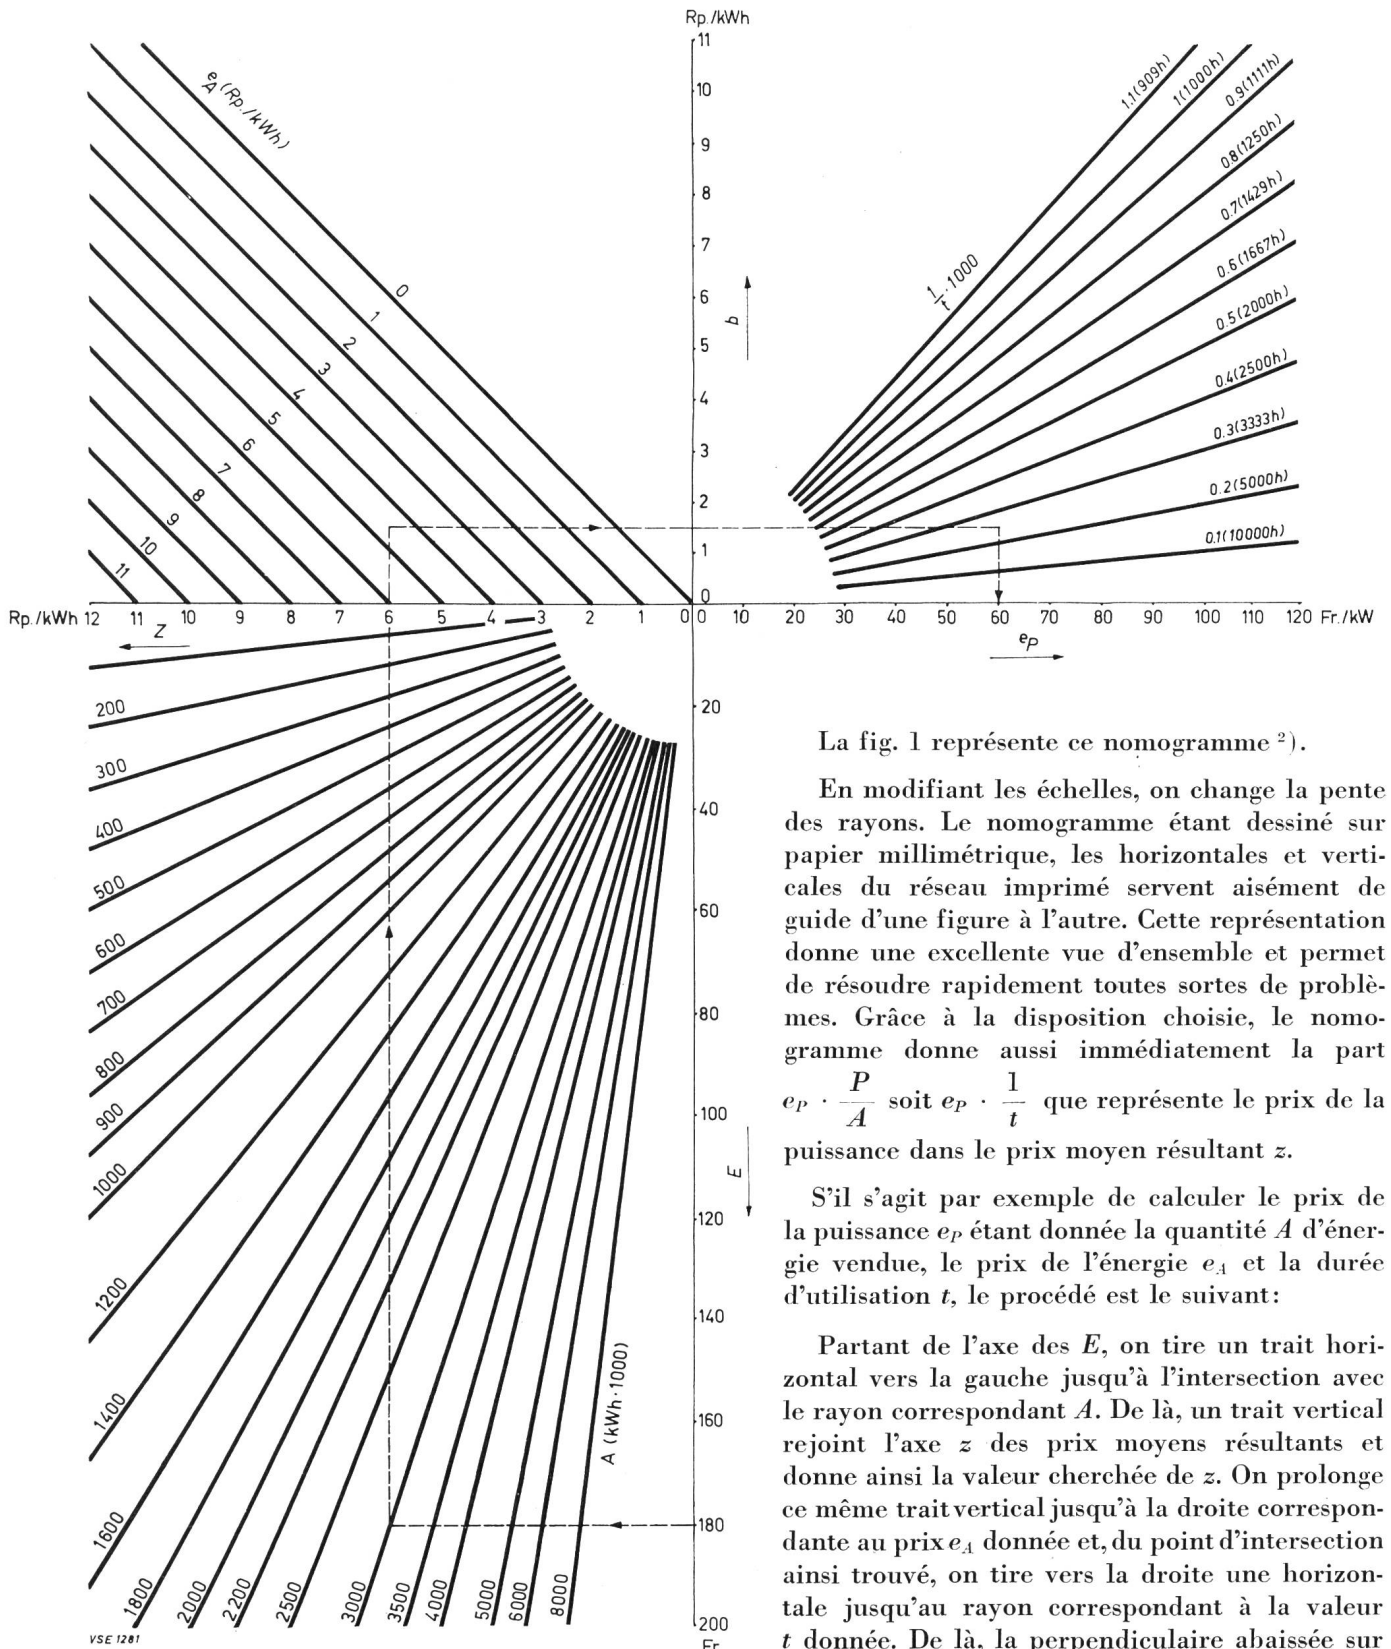 Rp./kWh
11
10
9
8
7
6
5
4
3
2
1
0
b
e_A (Rp./kWh)
0
1
2
3
4
5
6
7
8
9
10
11
1/t · 1000
1.1(909h)
1(1000h)
0.9(1111h)
0.8(1250h)
0.7(1429h)
0.6(1667h)
0.5(2000h)
0.4(2500h)
0.3(3333h)
0.2(5000h)
0.1(10000h)
Rp./kWh 12 11 10 9 8 7 6 5 4 3 2 1 0 0 10 20 30 40 50 60 70 80 90 100 110 120 Fr./kW
Z
e_P
20
40
60
80
100
120
140
160
180
200
Fr.
E
200
300
400
500
600
700
800
900
1000
1200
1400
1600
1800
2000
2200
2500
3000
3500
4000
5000
6000
8000
A (kWh·1000)
VSE 1281
La fig. 1 représente ce nomogramme ²).
En modifiant les échelles, on change la pente
des rayons. Le nomogramme étant dessiné sur
papier millimétrique, les horizontales et verti-
cales du réseau imprimé servent aisément de
guide d'une figure à l'autre. Cette représentation
donne une excellente vue d'ensemble et permet
de résoudre rapidement toutes sortes de problè-
mes. Grâce à la disposition choisie, le nomo-
gramme donne aussi immédiatement la part
e_P · P/A soit e_P · 1/t que représente le prix de la
puissance dans le prix moyen résultant z.
S'il s'agit par exemple de calculer le prix de
la puissance e_P étant donnée la quantité A d'éner-
gie vendue, le prix de l'énergie e_A et la durée
d'utilisation t, le procédé est le suivant:
Partant de l'axe des E, on tire un trait hori-
zontal vers la gauche jusqu'à l'intersection avec
le rayon correspondant A. De là, un trait vertical
rejoint l'axe z des prix moyens résultants et
donne ainsi la valeur cherchée de z. On prolonge
ce même trait vertical jusqu'à la droite correspon-
dante au prix e_A donnée et, du point d'intersection
ainsi trouvé, on tire vers la droite une horizon-
tale jusqu'au rayon correspondant à la valeur
t donnée. De là, la perpendiculaire abaissée sur